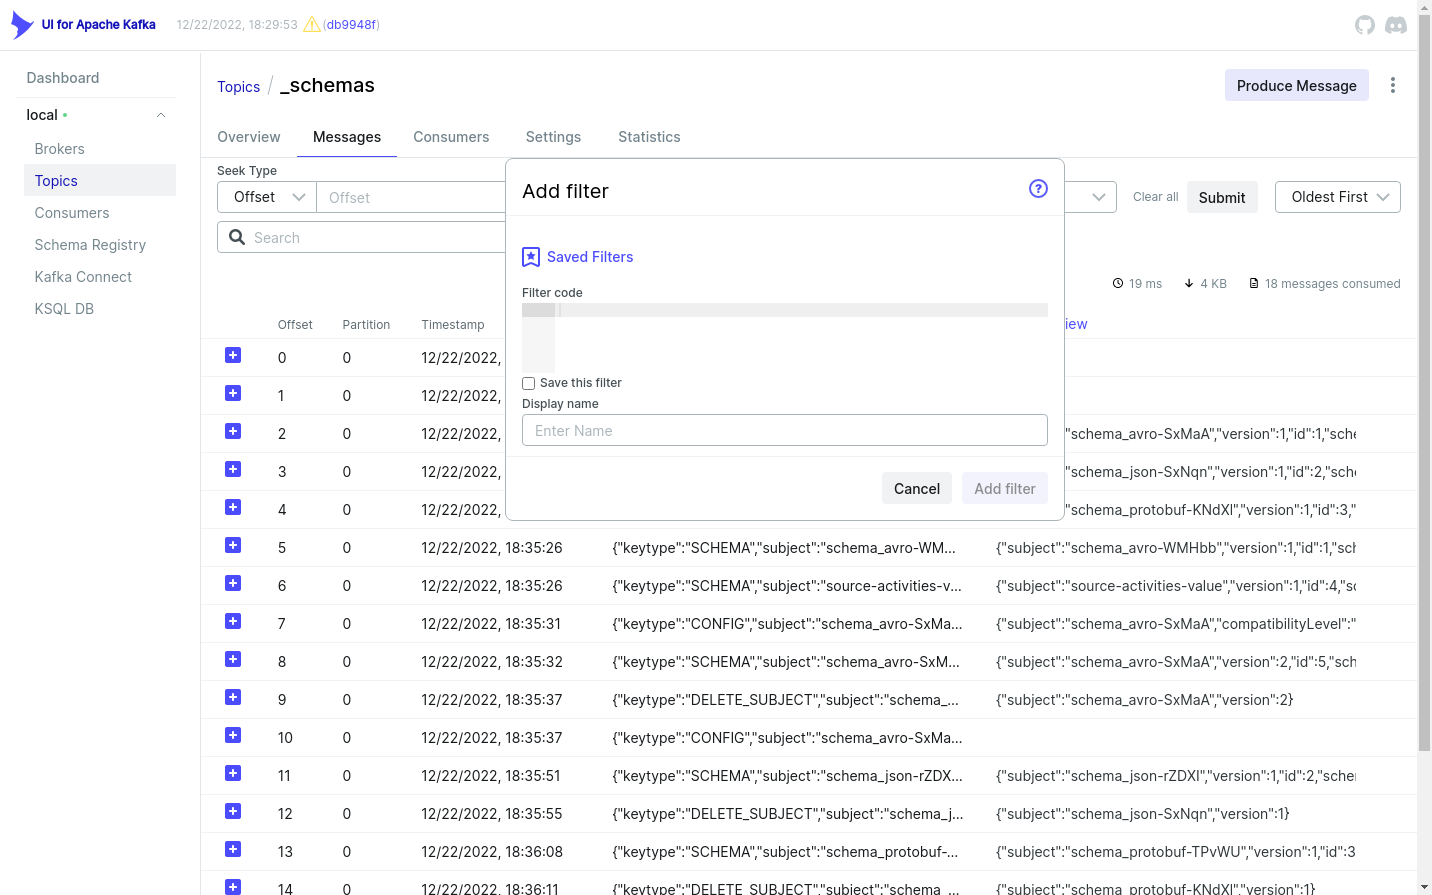 UI for Apache Kafka
12/22/2022, 18:29:53
(db9948f)
Dashboard
local
Brokers
Topics
Consumers
Schema Registry
Kafka Connect
KSQL DB
Topics / _schemas
Produce Message
Overview Messages Consumers Settings Statistics
Seek Type
Offset Offset
Clear all Submit Oldest First
Search
19 ms 4 KB 18 messages consumed
Add filter
?
Saved Filters
Filter code
Save this filter
Display name
Enter Name
Cancel Add filter
Offset Partition Timestamp iew
0 0 12/22/2022,
1 0 12/22/2022,
2 0 12/22/2022, "schema_avro-SxMaA","version":1,"id":1,"sche
3 0 12/22/2022, "schema_json-SxNqn","version":1,"id":2,"sche
4 0 12/22/2022, "schema_protobuf-KNdXl","version":1,"id":3,"
5 0 12/22/2022, 18:35:26 {"keytype":"SCHEMA","subject":"schema_avro-WM... {"subject":"schema_avro-WMHbb","version":1,"id":1,"sch
6 0 12/22/2022, 18:35:26 {"keytype":"SCHEMA","subject":"source-activities-v... {"subject":"source-activities-value","version":1,"id":4,"sc
7 0 12/22/2022, 18:35:31 {"keytype":"CONFIG","subject":"schema_avro-SxMa... {"subject":"schema_avro-SxMaA","compatibilityLevel":"
8 0 12/22/2022, 18:35:32 {"keytype":"SCHEMA","subject":"schema_avro-SxM... {"subject":"schema_avro-SxMaA","version":2,"id":5,"sch
9 0 12/22/2022, 18:35:37 {"keytype":"DELETE_SUBJECT","subject":"schema_... {"subject":"schema_avro-SxMaA","version":2}
10 0 12/22/2022, 18:35:37 {"keytype":"CONFIG","subject":"schema_avro-SxMa...
11 0 12/22/2022, 18:35:51 {"keytype":"SCHEMA","subject":"schema_json-rZDX... {"subject":"schema_json-rZDXI","version":1,"id":2,"schem
12 0 12/22/2022, 18:35:55 {"keytype":"DELETE_SUBJECT","subject":"schema_j... {"subject":"schema_json-SxNqn","version":1}
13 0 12/22/2022, 18:36:08 {"keytype":"SCHEMA","subject":"schema_protobuf-... {"subject":"schema_protobuf-TPvWU","version":1,"id":3
14 0 12/22/2022, 18:36:11 {"keytype":"DELETE_SUBJECT","subject":"schema_... {"subject":"schema_protobuf-KNdXl","version":1}